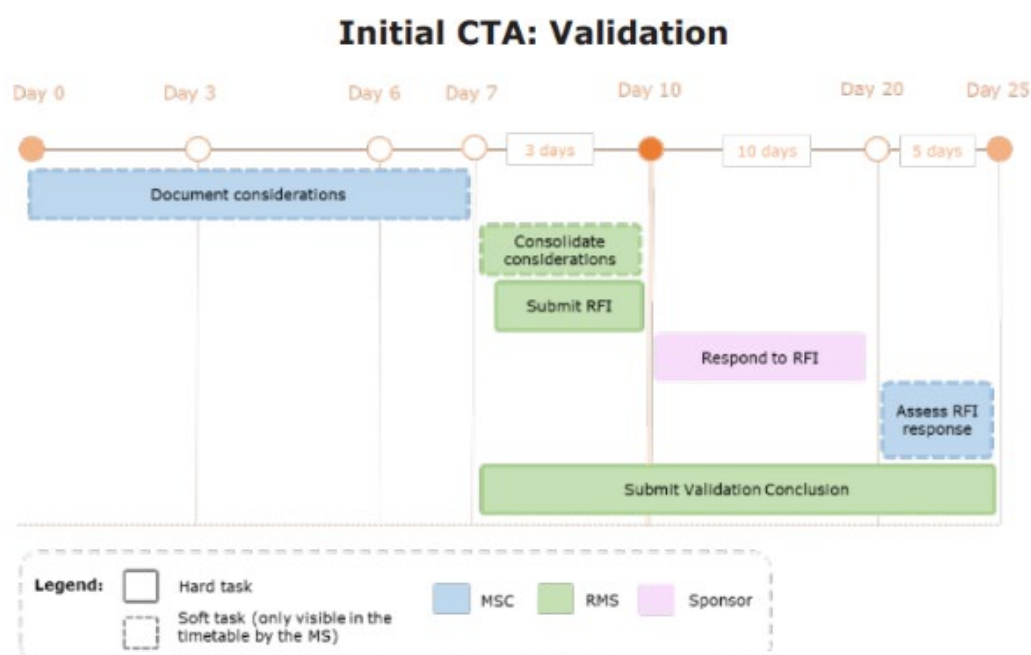 Initial CTA: Validation
Day 0
Day 3
Day 6
Day 7
Day 10
Day 20
Day 25
3 days
10 days
5 days
Document considerations
Consolidate
considerations
Submit RFI
Respond to RFI
Assess RFI
response
Submit Validation Conclusion
Legend:
Hard task
Soft task (only visible in the
timetable by the MS)
MSC
RMS
Sponsor